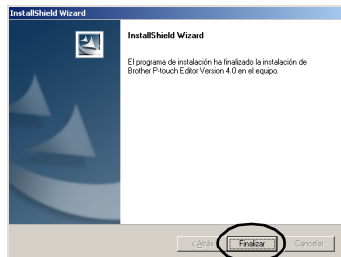 InstallShield Wizard
InstallShield Wizard
El programa de instalación ha finalizado la instalación de
Brother P-touch Editor Version 4.0 en el equipo.
< Atrás
Finalizar
Cancelar